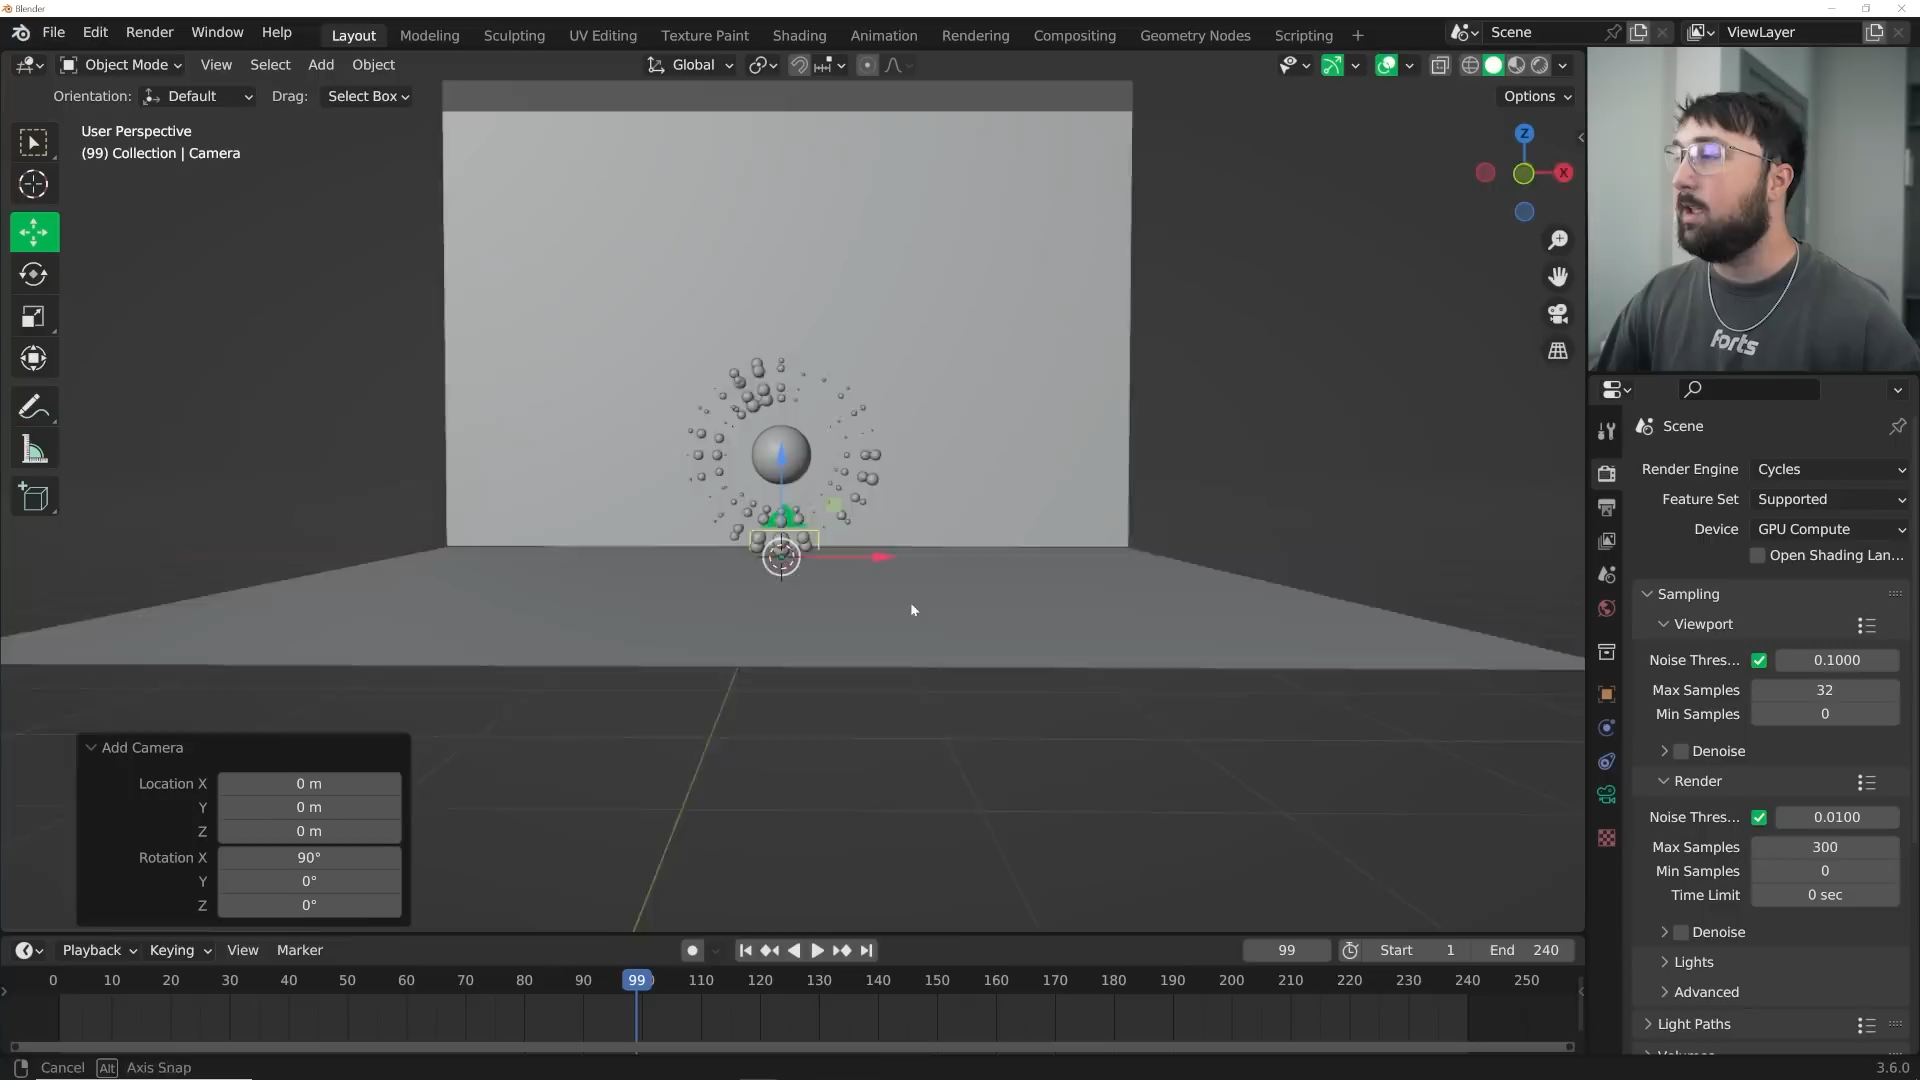 Blender
File Edit Render Window Help Layout Modeling Sculpting UV Editing Texture Paint Shading Animation Rendering Compositing Geometry Nodes Scripting + Scene ViewLayer
Object Mode View Select Add Object Global
Orientation: Default Drag: Select Box Options
User Perspective
(99) Collection | Camera
Z
X
forts
Scene
Render Engine Cycles
Feature Set Supported
Device GPU Compute
Open Shading Lan...
Sampling
Viewport
Noise Thres... 0.1000
Max Samples 32
Min Samples 0
Denoise
Render
Noise Thres... 0.0100
Max Samples 300
Min Samples 0
Time Limit 0 sec
Denoise
Lights
Advanced
Light Paths
Add Camera
Location X 0 m
Y 0 m
Z 0 m
Rotation X 90°
Y 0°
Z 0°
Playback Keying View Marker 99 Start 1 End 240
0 10 20 30 40 50 60 70 80 90 99 110 120 130 140 150 160 170 180 190 200 210 220 230 240 250
Cancel Alt Axis Snap 3.6.0